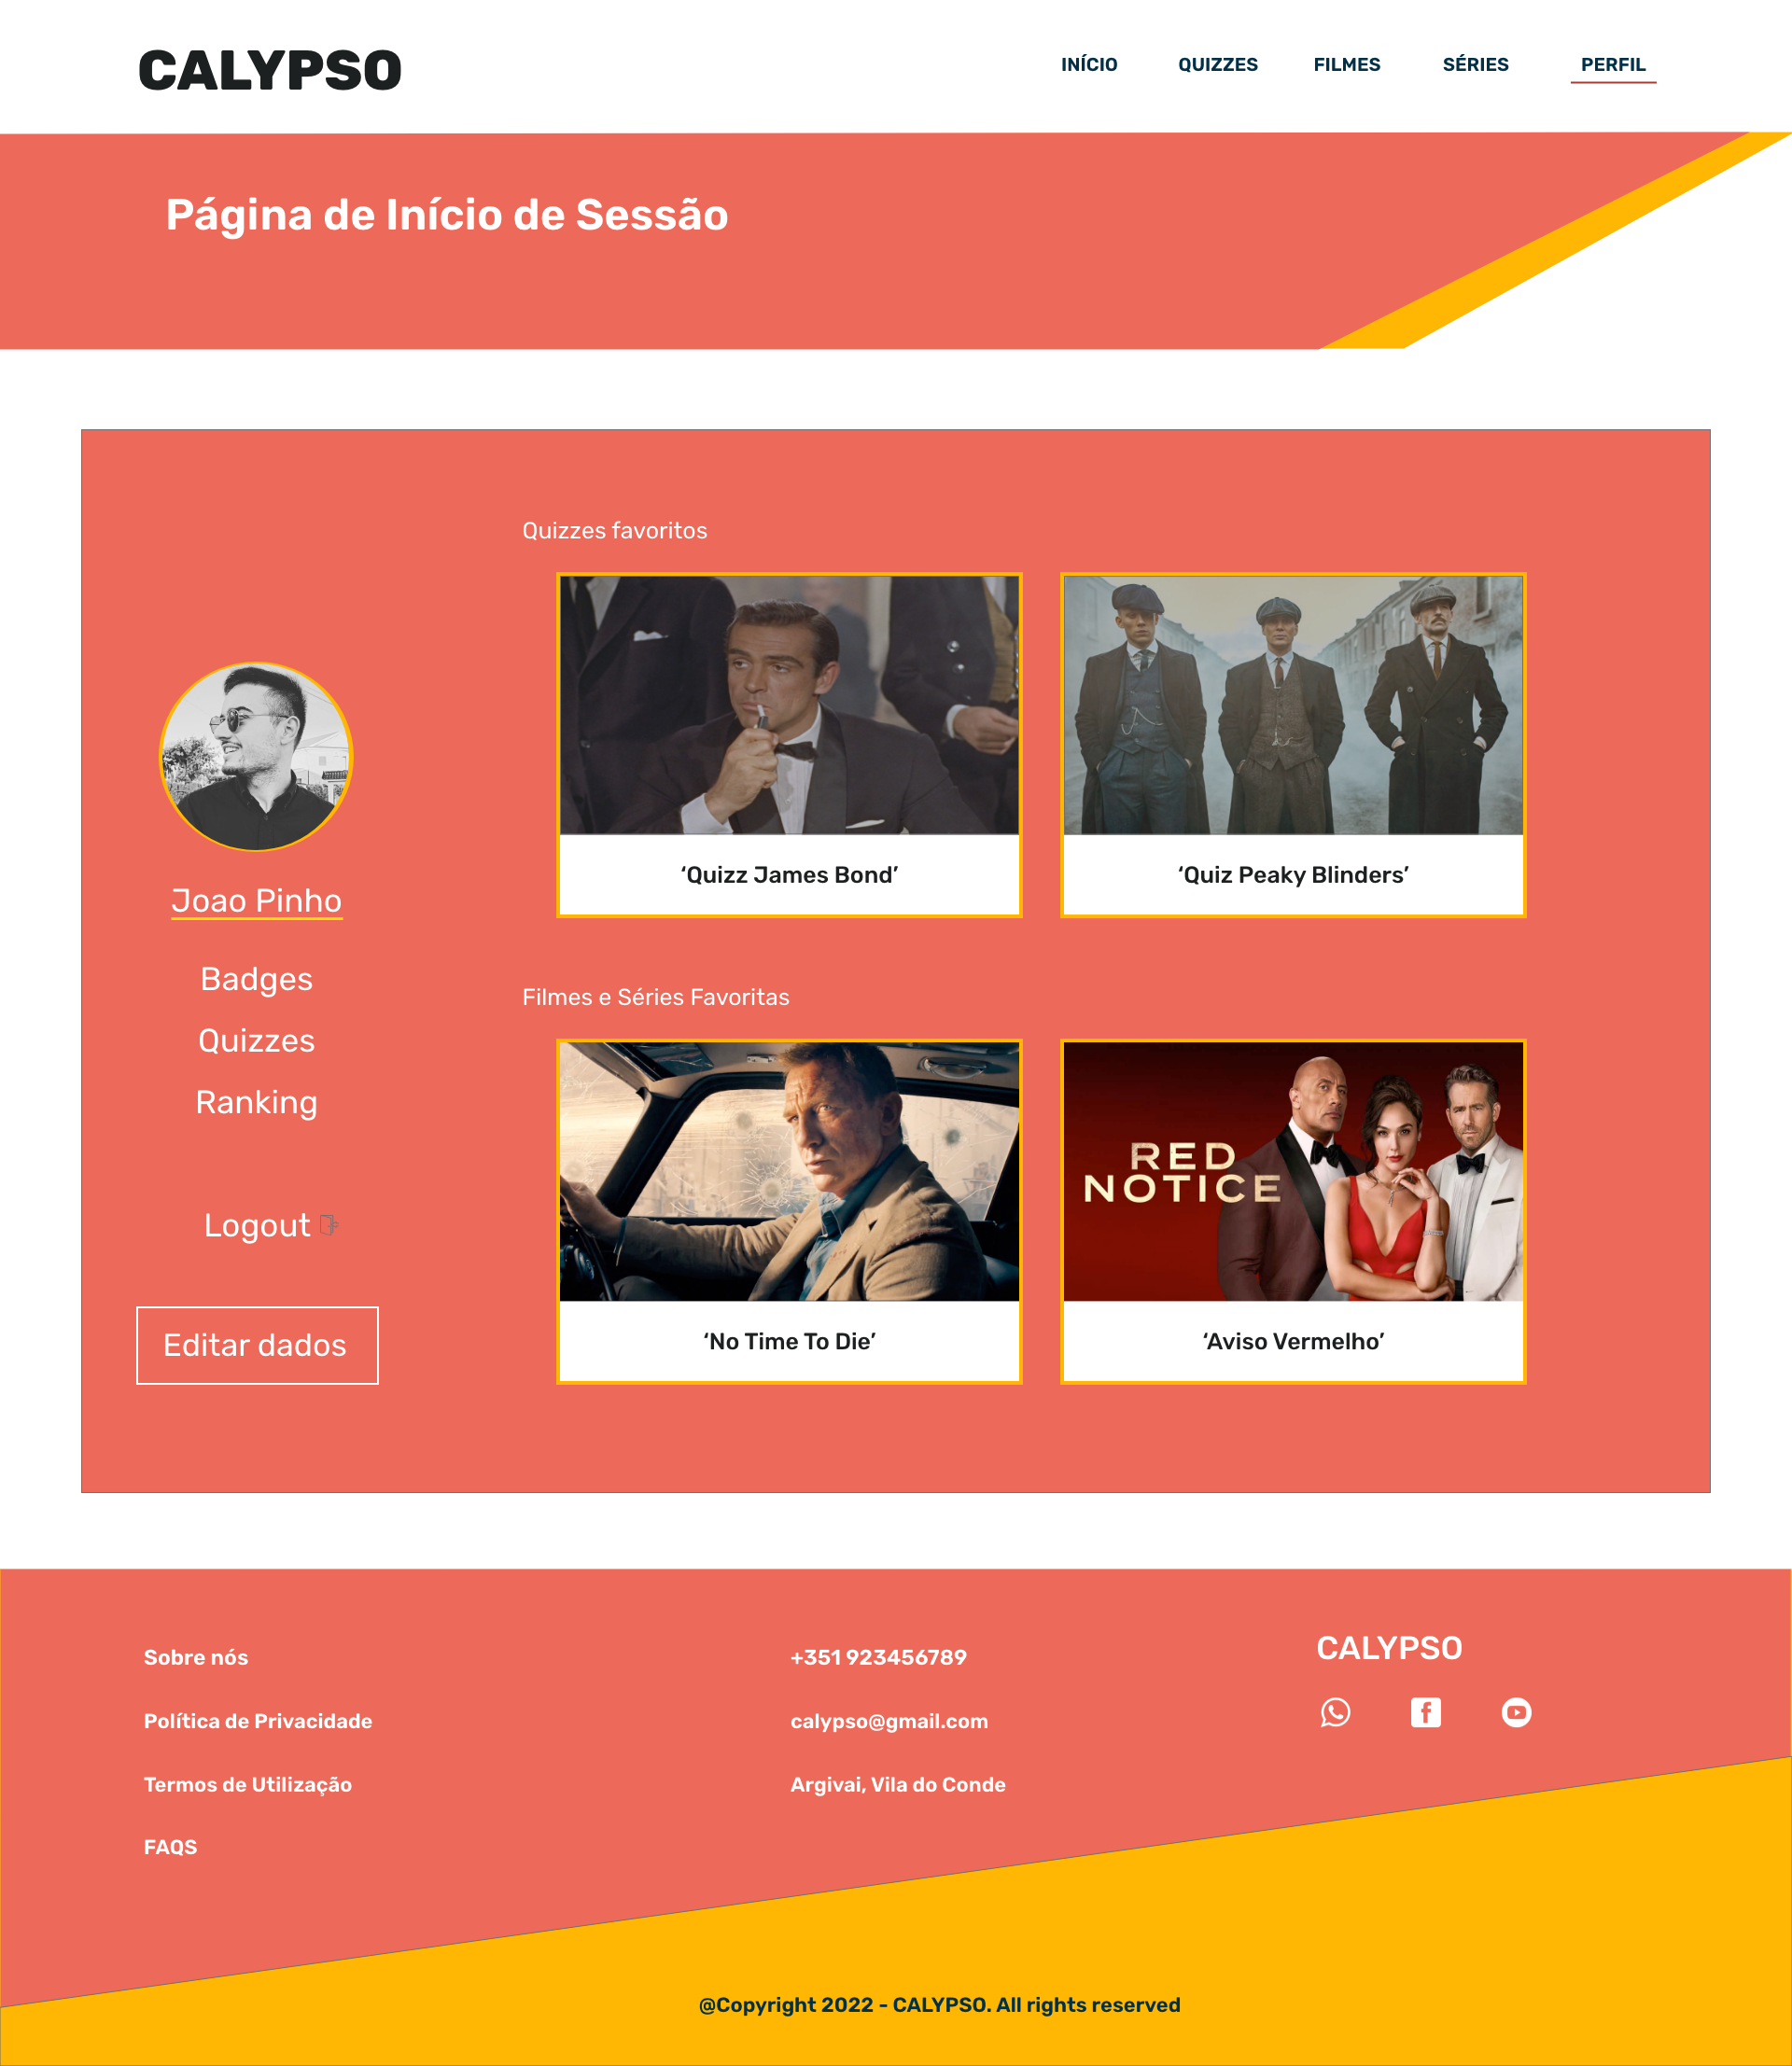 CALYPSO
INÍCIO QUIZZES FILMES SÉRIES PERFIL
Página de Início de Sessão
Quizzes favoritos
‘Quizz James Bond’
‘Quiz Peaky Blinders’
Joao Pinho
Badges
Quizzes
Ranking
Logout
Editar dados
Filmes e Séries Favoritas
RED
NOTICE
‘No Time To Die’
‘Aviso Vermelho’
Sobre nós
Política de Privacidade
Termos de Utilização
FAQS
+351 923456789
calypso@gmail.com
Argivai, Vila do Conde
CALYPSO
@Copyright 2022 - CALYPSO. All rights reserved